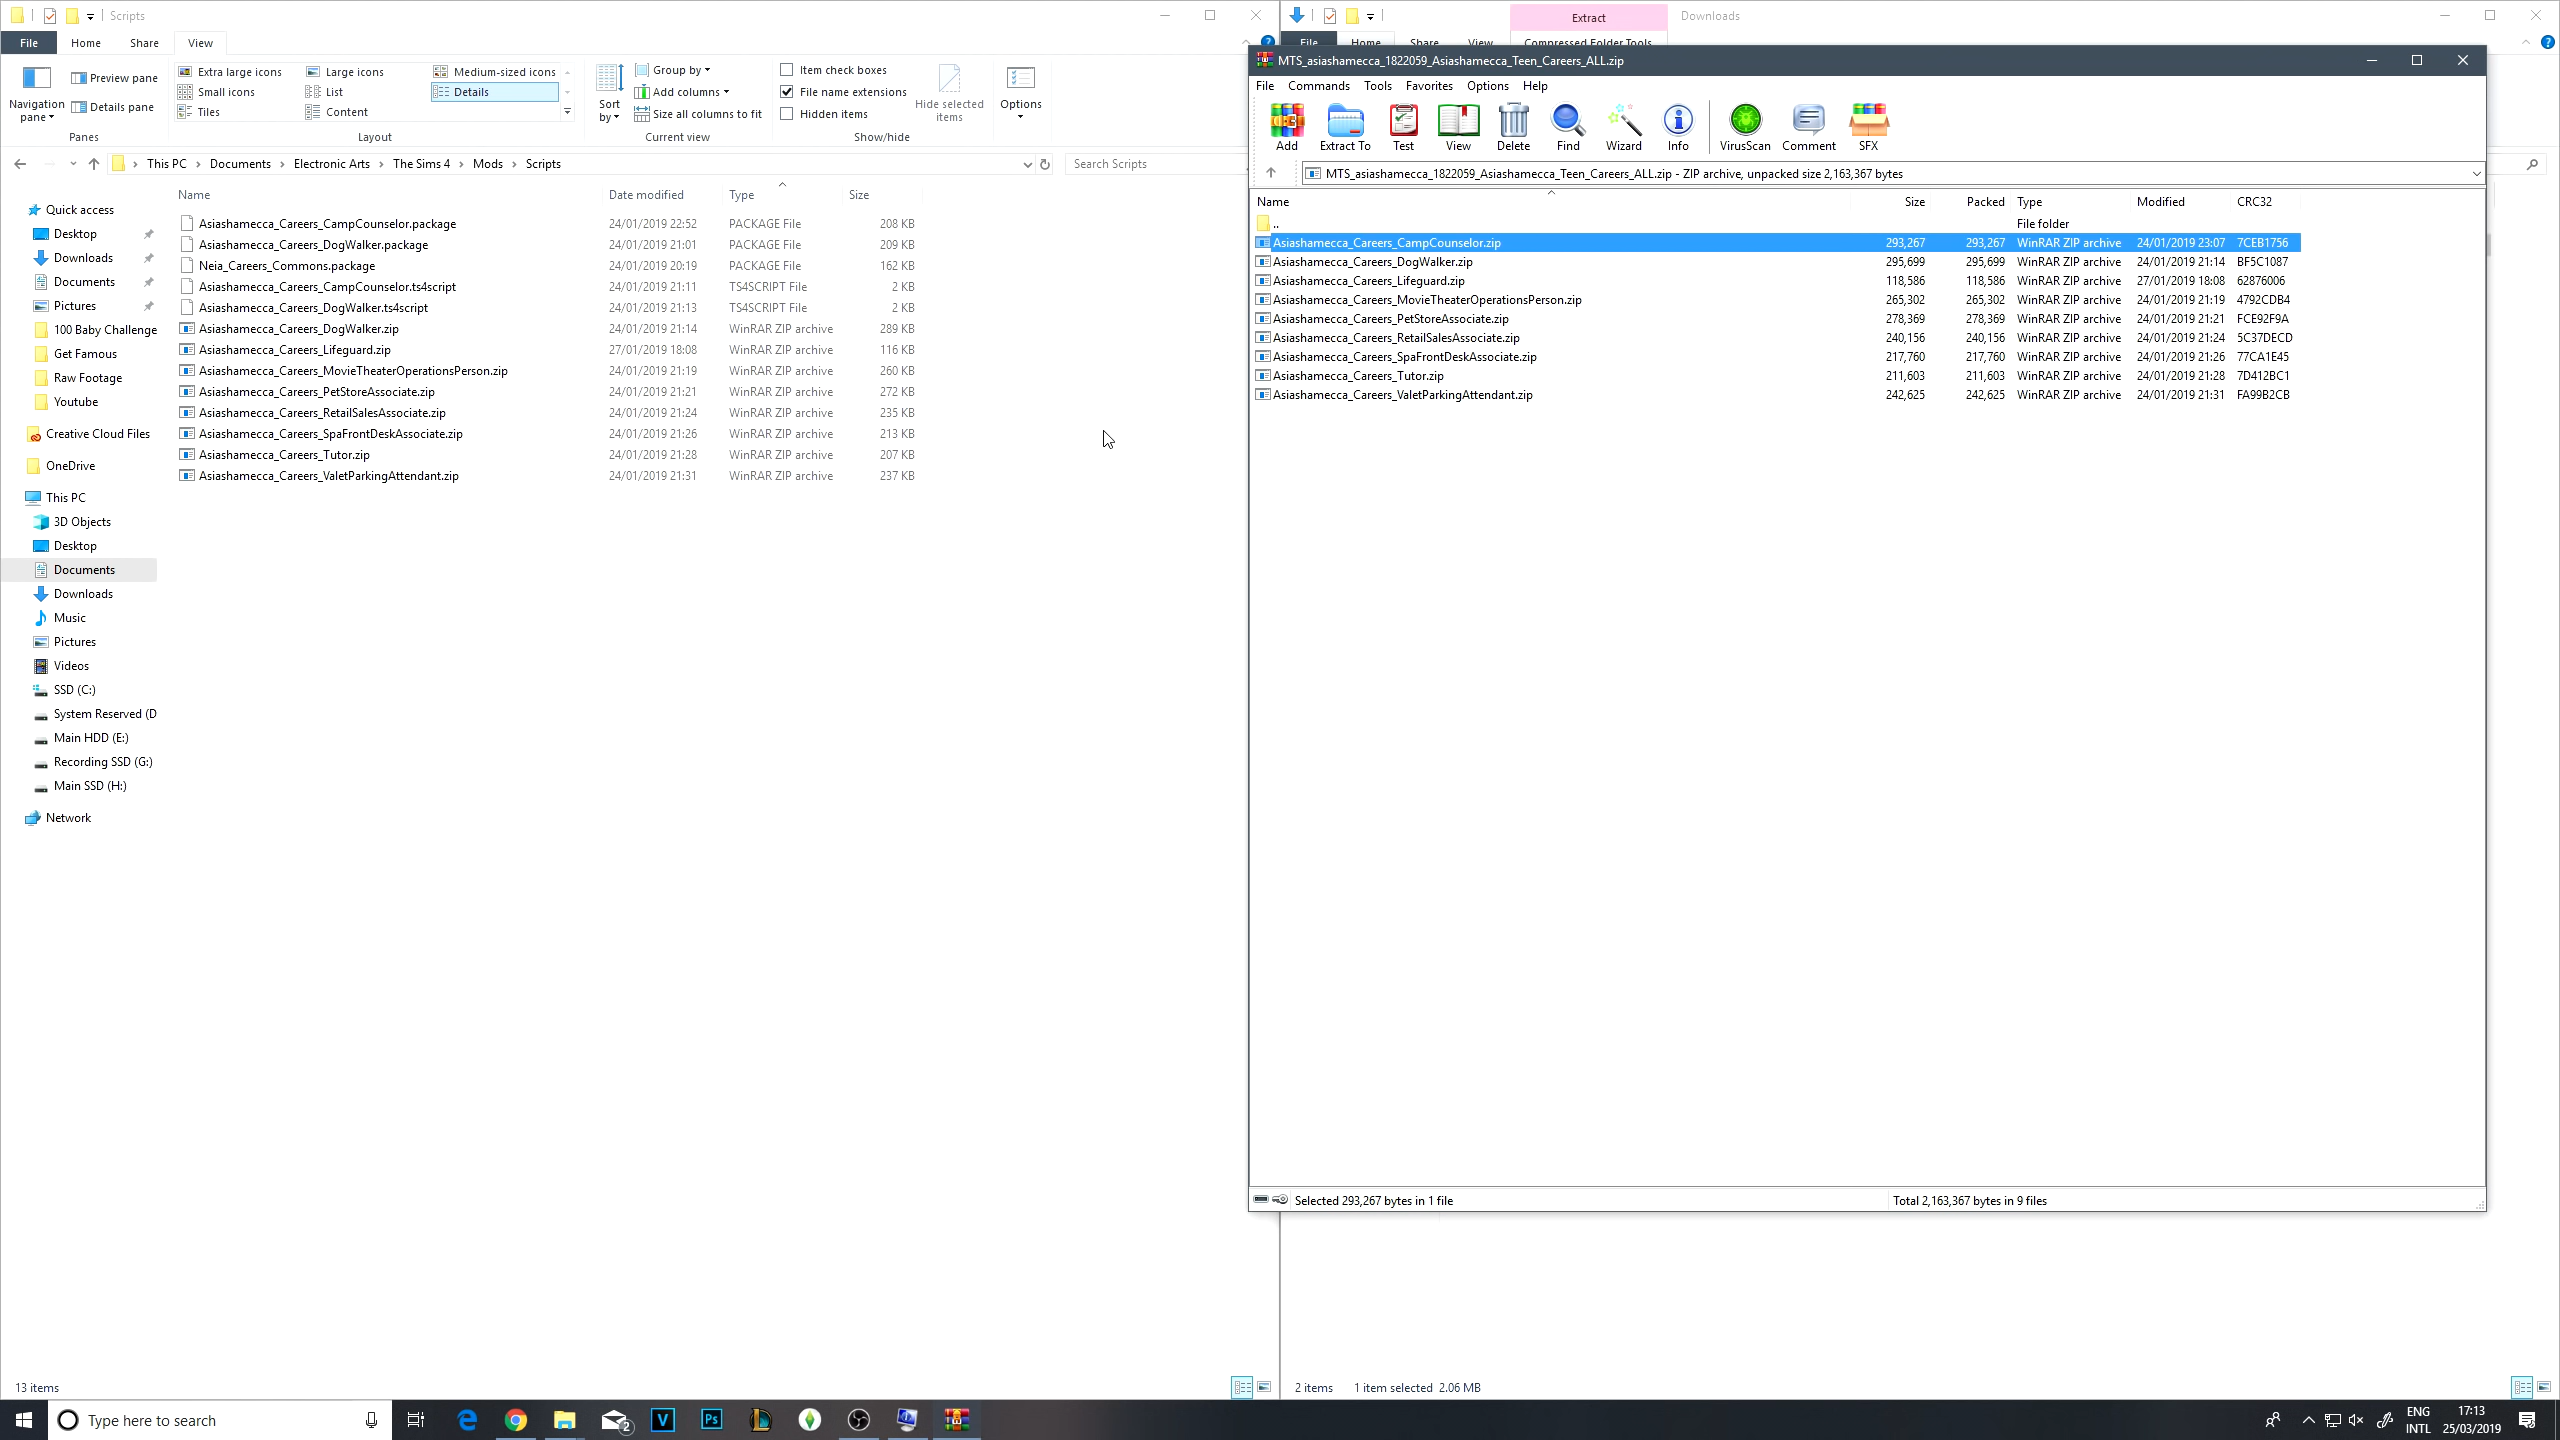 Scripts
File Home Share View
Preview pane
Details pane
Navigation pane
Panes
Extra large icons Large icons Medium-sized icons
Small icons List Details
Tiles Content
Layout
Sort by
Group by
Add columns
Size all columns to fit
Current view
Item check boxes
File name extensions
Hidden items
Hide selected items
Show/hide
Options
This PC Documents Electronic Arts The Sims 4 Mods Scripts
Search Scripts
Quick access
Desktop
Downloads
Documents
Pictures
100 Baby Challenge
Get Famous
Raw Footage
Youtube
Creative Cloud Files
OneDrive
This PC
3D Objects
Desktop
Documents
Downloads
Music
Pictures
Videos
SSD (C:)
System Reserved (D
Main HDD (E:)
Recording SSD (G:)
Main SSD (H:)
Network
Name Date modified Type Size
Asiashamecca_Careers_CampCounselor.package 24/01/2019 22:52 PACKAGE File 208 KB
Asiashamecca_Careers_DogWalker.package 24/01/2019 21:01 PACKAGE File 209 KB
Neia_Careers_Commons.package 24/01/2019 20:19 PACKAGE File 162 KB
Asiashamecca_Careers_CampCounselor.ts4script 24/01/2019 21:11 TS4SCRIPT File 2 KB
Asiashamecca_Careers_DogWalker.ts4script 24/01/2019 21:13 TS4SCRIPT File 2 KB
Asiashamecca_Careers_DogWalker.zip 24/01/2019 21:14 WinRAR ZIP archive 289 KB
Asiashamecca_Careers_Lifeguard.zip 27/01/2019 18:08 WinRAR ZIP archive 116 KB
Asiashamecca_Careers_MovieTheaterOperationsPerson.zip 24/01/2019 21:19 WinRAR ZIP archive 260 KB
Asiashamecca_Careers_PetStoreAssociate.zip 24/01/2019 21:21 WinRAR ZIP archive 272 KB
Asiashamecca_Careers_RetailSalesAssociate.zip 24/01/2019 21:24 WinRAR ZIP archive 235 KB
Asiashamecca_Careers_SpaFrontDeskAssociate.zip 24/01/2019 21:26 WinRAR ZIP archive 213 KB
Asiashamecca_Careers_Tutor.zip 24/01/2019 21:28 WinRAR ZIP archive 207 KB
Asiashamecca_Careers_ValetParkingAttendant.zip 24/01/2019 21:31 WinRAR ZIP archive 237 KB
13 items
Extract Downloads
File Home Share View Compressed Folder Tools
MTS_asiashamecca_1822059_Asiashamecca_Teen_Careers_ALL.zip
File Commands Tools Favorites Options Help
Add Extract To Test View Delete Find Wizard Info VirusScan Comment SFX
MTS_asiashamecca_1822059_Asiashamecca_Teen_Careers_ALL.zip - ZIP archive, unpacked size 2,163,367 bytes
Name Size Packed Type Modified CRC32
.. File folder
Asiashamecca_Careers_CampCounselor.zip 293,267 293,267 WinRAR ZIP archive 24/01/2019 23:07 7CEB1756
Asiashamecca_Careers_DogWalker.zip 295,699 295,699 WinRAR ZIP archive 24/01/2019 21:14 BF5C1087
Asiashamecca_Careers_Lifeguard.zip 118,586 118,586 WinRAR ZIP archive 27/01/2019 18:08 62876006
Asiashamecca_Careers_MovieTheaterOperationsPerson.zip 265,302 265,302 WinRAR ZIP archive 24/01/2019 21:19 4792CDB4
Asiashamecca_Careers_PetStoreAssociate.zip 278,369 278,369 WinRAR ZIP archive 24/01/2019 21:21 FCE92F9A
Asiashamecca_Careers_RetailSalesAssociate.zip 240,156 240,156 WinRAR ZIP archive 24/01/2019 21:24 5C37DECD
Asiashamecca_Careers_SpaFrontDeskAssociate.zip 217,760 217,760 WinRAR ZIP archive 24/01/2019 21:26 77CA1E45
Asiashamecca_Careers_Tutor.zip 211,603 211,603 WinRAR ZIP archive 24/01/2019 21:28 7D412BC1
Asiashamecca_Careers_ValetParkingAttendant.zip 242,625 242,625 WinRAR ZIP archive 24/01/2019 21:31 FA99B2CB
Selected 293,267 bytes in 1 file Total 2,163,367 bytes in 9 files
2 items 1 item selected 2.06 MB
Type here to search
2
V
Ps
ENG
INTL
17:13
25/03/2019